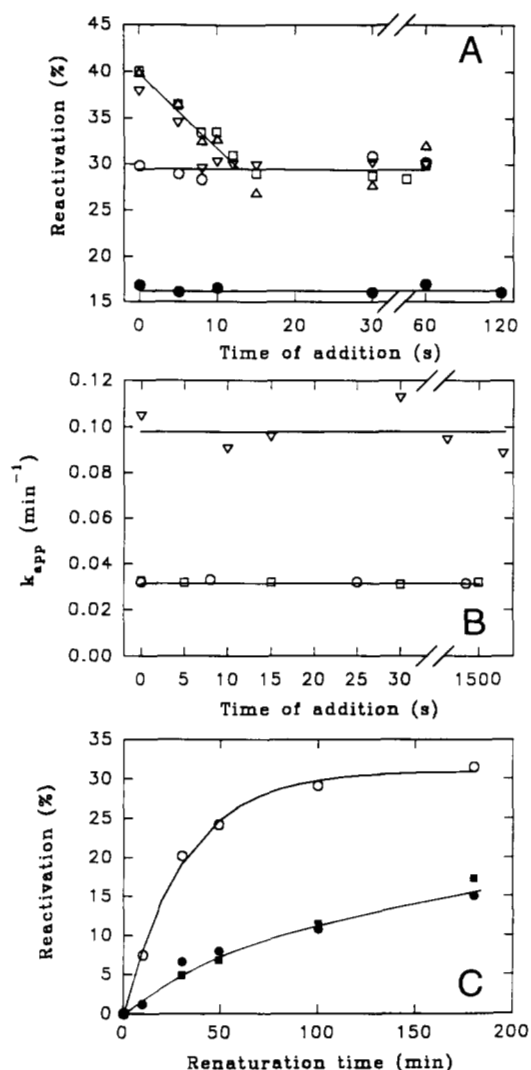 A
45
40
35
30
25
20
15
Reactivation (%)
0 10 20 30 60 120
Time of addition (s)
B
0.12
0.10
0.08
0.06
0.04
0.02
0.00
k_app (min⁻¹)
0 5 10 15 20 25 30 1500
Time of addition (s)
C
35
30
25
20
15
10
5
0
Reactivation (%)
0 50 100 150 200
Renaturation time (min)